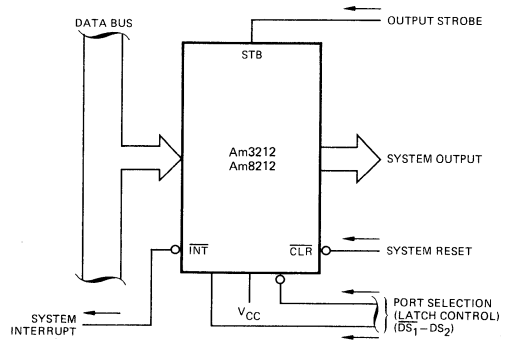 DATA BUS
OUTPUT STROBE
STB
Am3212
Am8212
SYSTEM OUTPUT
INT
CLR
SYSTEM RESET
VCC
SYSTEM
INTERRUPT
PORT SELECTION
(LATCH CONTROL)
(DS1–DS2)